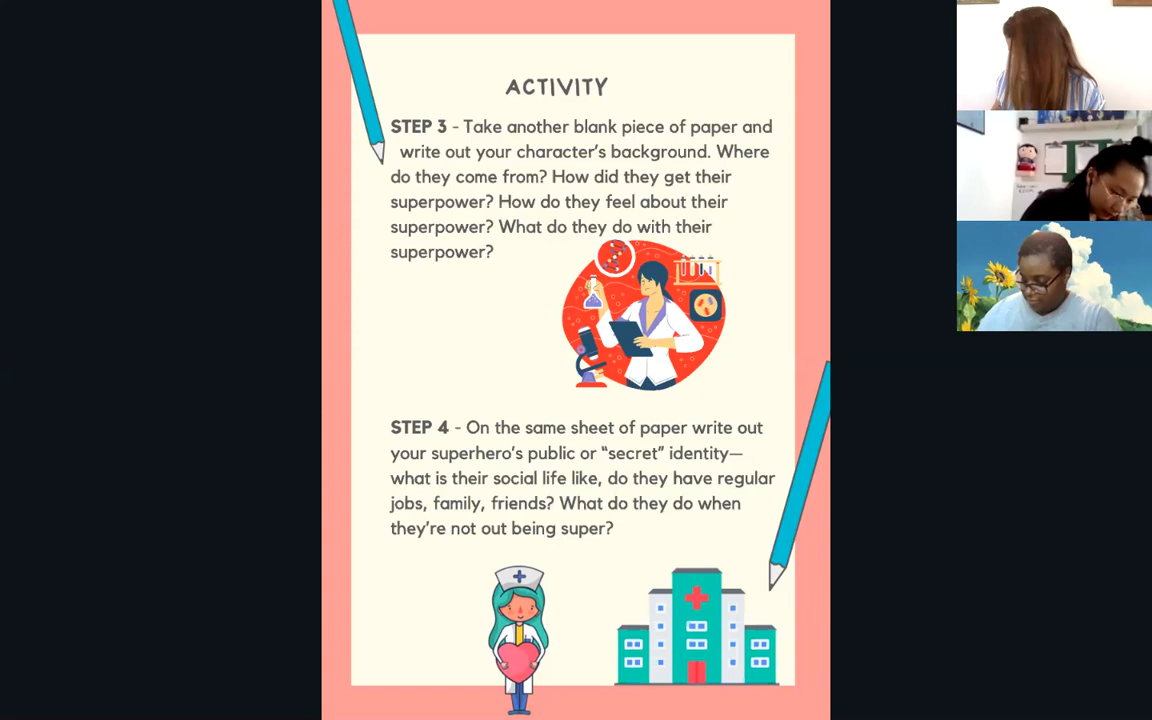 ACTIVITY
STEP 3 - Take another blank piece of paper and
write out your character's background. Where
do they come from? How did they get their
superpower? How do they feel about their
superpower? What do they do with their
superpower?
STEP 4 - On the same sheet of paper write out
your superhero's public or “secret” identity—
what is their social life like, do they have regular
jobs, family, friends? What do they do when
they're not out being super?